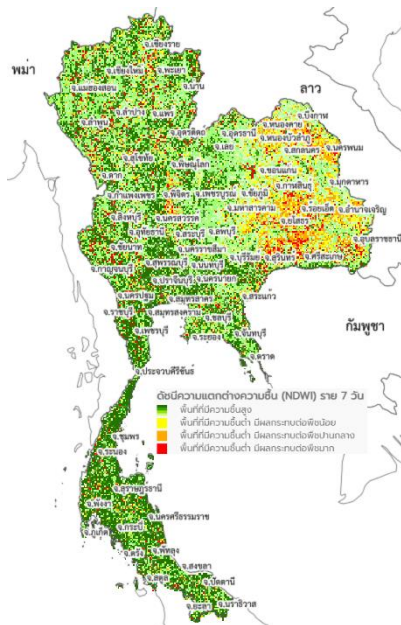 จ.เชียงราย
พม่า
จ.เชียงใหม่
จ.พะเยา
ลาว
จ.แม่ฮ่องสอน
จ.น่าน
จ.บึงกาฬ
จ.ลำปาง
จ.แพร่
จ.หนองคาย
จ.ลำพูน
จ.อุตรดิตถ์
จ.อุดรธานี
จ.หนองบัวลำภู
จ.เลย
จ.สกลนคร
จ.นครพนม
จ.สุโขทัย
จ.พิษณุโลก
จ.ขอนแก่น
จ.ตาก
จ.กาฬสินธุ์
จ.มุกดาหาร
จ.กำแพงเพชร
จ.พิจิตร
จ.เพชรบูรณ์
จ.ชัยภูมิ
จ.มหาสารคาม
จ.ร้อยเอ็ด
จ.อำนาจเจริญ
จ.สิงห์บุรี
จ.นครสวรรค์
จ.ยโสธร
จ.อุทัยธานี
จ.สระบุรี
จ.ลพบุรี
จ.อุบลราชธานี
จ.ชัยนาท
จ.นครราชสีมา
จ.บุรีรัมย์
จ.สุรินทร์
จ.ศรีสะเกษ
จ.สุพรรณบุรี
จ.นนทบุรี
จ.กาญจนบุรี
จ.ปราจีนบุรี
จ.นครนายก
จ.สระแก้ว
จ.นครปฐม
จ.สมุทรสาคร
จ.ราชบุรี
จ.สมุทรสงคราม
จ.ชลบุรี
กัมพูชา
จ.เพชรบุรี
จ.ระยอง
จ.จันทบุรี
จ.ตราด
จ.ประจวบคีรีขันธ์
ดัชนีความแตกต่างความชื้น (NDWI) ราย 7 วัน
พื้นที่ที่มีความชื้นสูง
พื้นที่ที่มีความชื้นต่ำ มีผลกระทบต่อพืชน้อย
พื้นที่ที่มีความชื้นต่ำ มีผลกระทบต่อพืชปานกลาง
พื้นที่ที่มีความชื้นต่ำ มีผลกระทบต่อพืชมาก
จ.ชุมพร
จ.ระนอง
จ.สุราษฎร์ธานี
จ.พังงา
จ.นครศรีธรรมราช
จ.กระบี่
จ.ภูเก็ต
จ.ตรัง
จ.พัทลุง
จ.สงขลา
จ.สตูล
จ.ปัตตานี
จ.ยะลา
จ.นราธิวาส